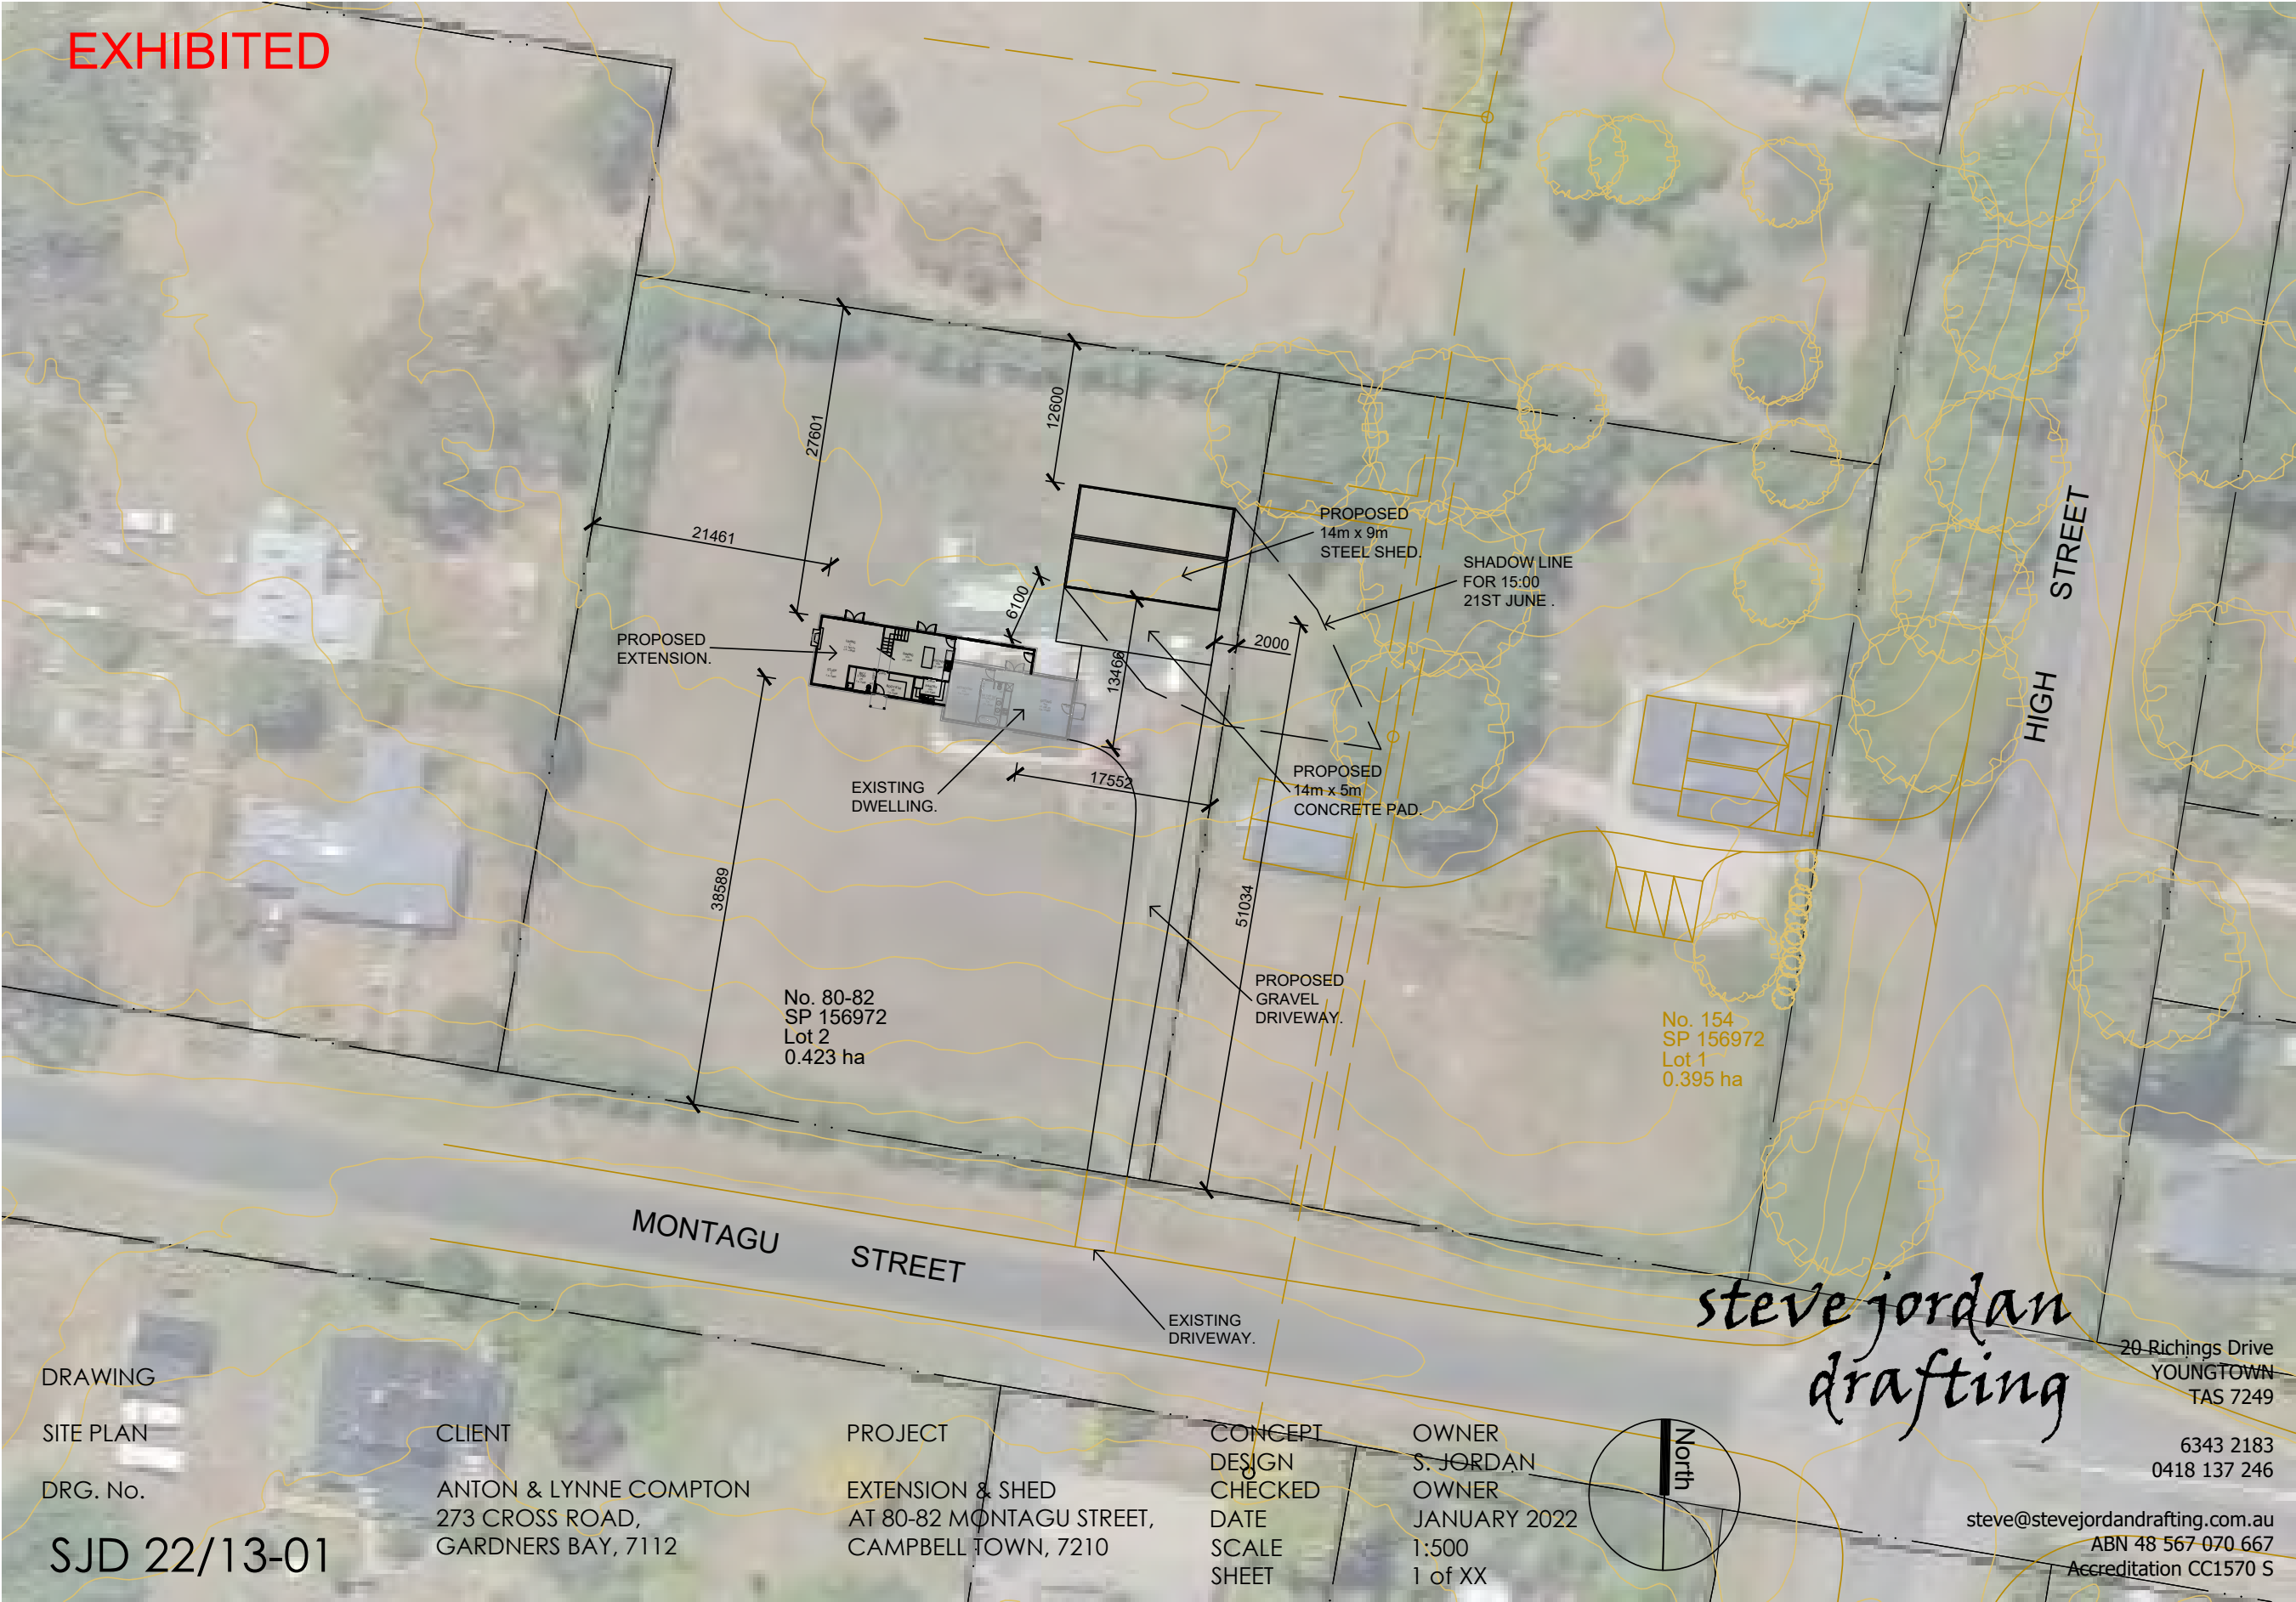 EXHIBITED
27601
12600
21461
6100
PROPOSED
14m x 9m
STEEL SHED.
SHADOW LINE
FOR 15:00
21ST JUNE .
PROPOSED
EXTENSION.
2000
13466
HIGH STREET
EXISTING
DWELLING.
17552
PROPOSED
14m x 5m
CONCRETE PAD.
38589
51034
PROPOSED
GRAVEL
DRIVEWAY.
No. 80-82
SP 156972
Lot 2
0.423 ha
No. 154
SP 156972
Lot 1
0.395 ha
MONTAGU STREET
EXISTING
DRIVEWAY.
steve jordan
drafting
20 Richings Drive
YOUNGTOWN
TAS 7249
6343 2183
0418 137 246
steve@stevejordandrafting.com.au
ABN 48 567 070 667
Accreditation CC1570 S
DRAWING
SITE PLAN
DRG. No.
SJD 22/13-01
CLIENT
ANTON & LYNNE COMPTON
273 CROSS ROAD,
GARDNERS BAY, 7112
PROJECT
EXTENSION & SHED
AT 80-82 MONTAGU STREET,
CAMPBELL TOWN, 7210
CONCEPT OWNER
DESIGN S. JORDAN
CHECKED OWNER
DATE JANUARY 2022
SCALE 1:500
SHEET 1 of XX
North